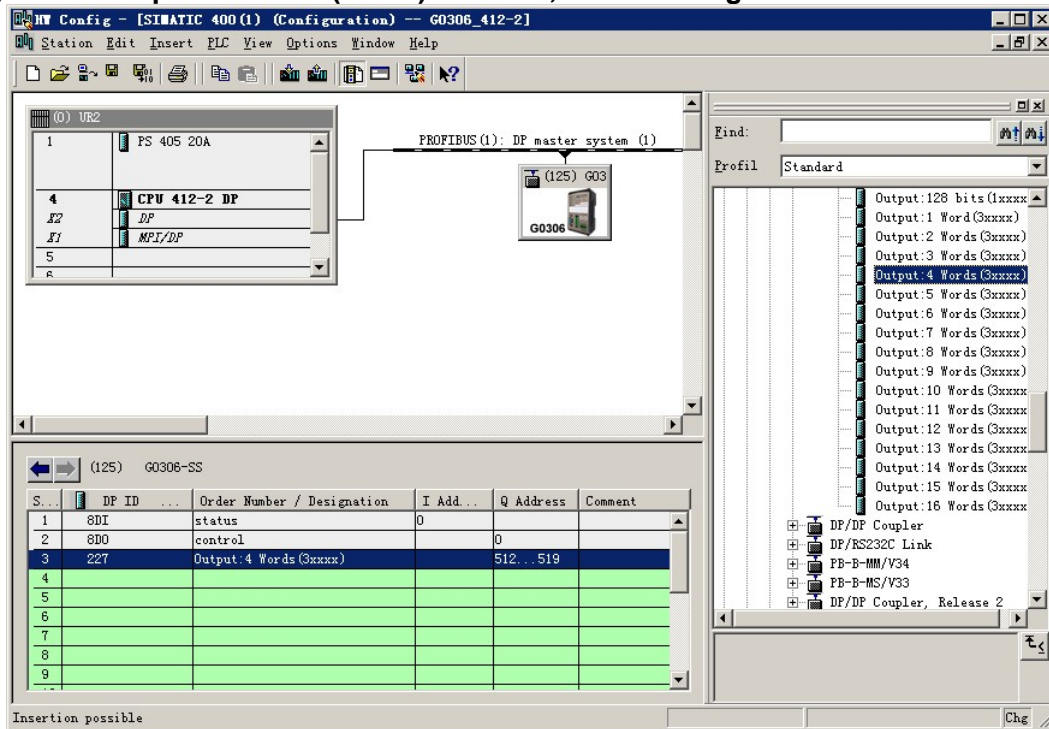 HW Config - [SIMATIC 400(1) (Configuration) -- G0306_412-2]
Station Edit Insert PLC View Options Window Help
(0) UR2
1 PS 405 20A
4 CPU 412-2 DP
X2 DP
X1 MPI/DP
5
6
PROFIBUS(1): DP master system (1)
(125) G03
G0306
Find:
Profil Standard
Output:128 bits(1xxxx
Output:1 Word(3xxxx)
Output:2 Words(3xxxx)
Output:3 Words(3xxxx)
Output:4 Words(3xxxx)
Output:5 Words(3xxxx)
Output:6 Words(3xxxx)
Output:7 Words(3xxxx)
Output:8 Words(3xxxx)
Output:9 Words(3xxxx)
Output:10 Words(3xxxx
Output:11 Words(3xxxx
Output:12 Words(3xxxx
Output:13 Words(3xxxx
Output:14 Words(3xxxx
Output:15 Words(3xxxx
Output:16 Words(3xxxx
DP/DP Coupler
DP/RS232C Link
PB-B-MM/V34
PB-B-MS/V33
DP/DP Coupler, Release 2
(125) G0306-SS
S... DP ID ... Order Number / Designation I Add... Q Address Comment
1 8DI status 0
2 8DO control 0
3 227 Output:4 Words(3xxxx) 512...519
4
5
6
7
8
9
Insertion possible
Chg